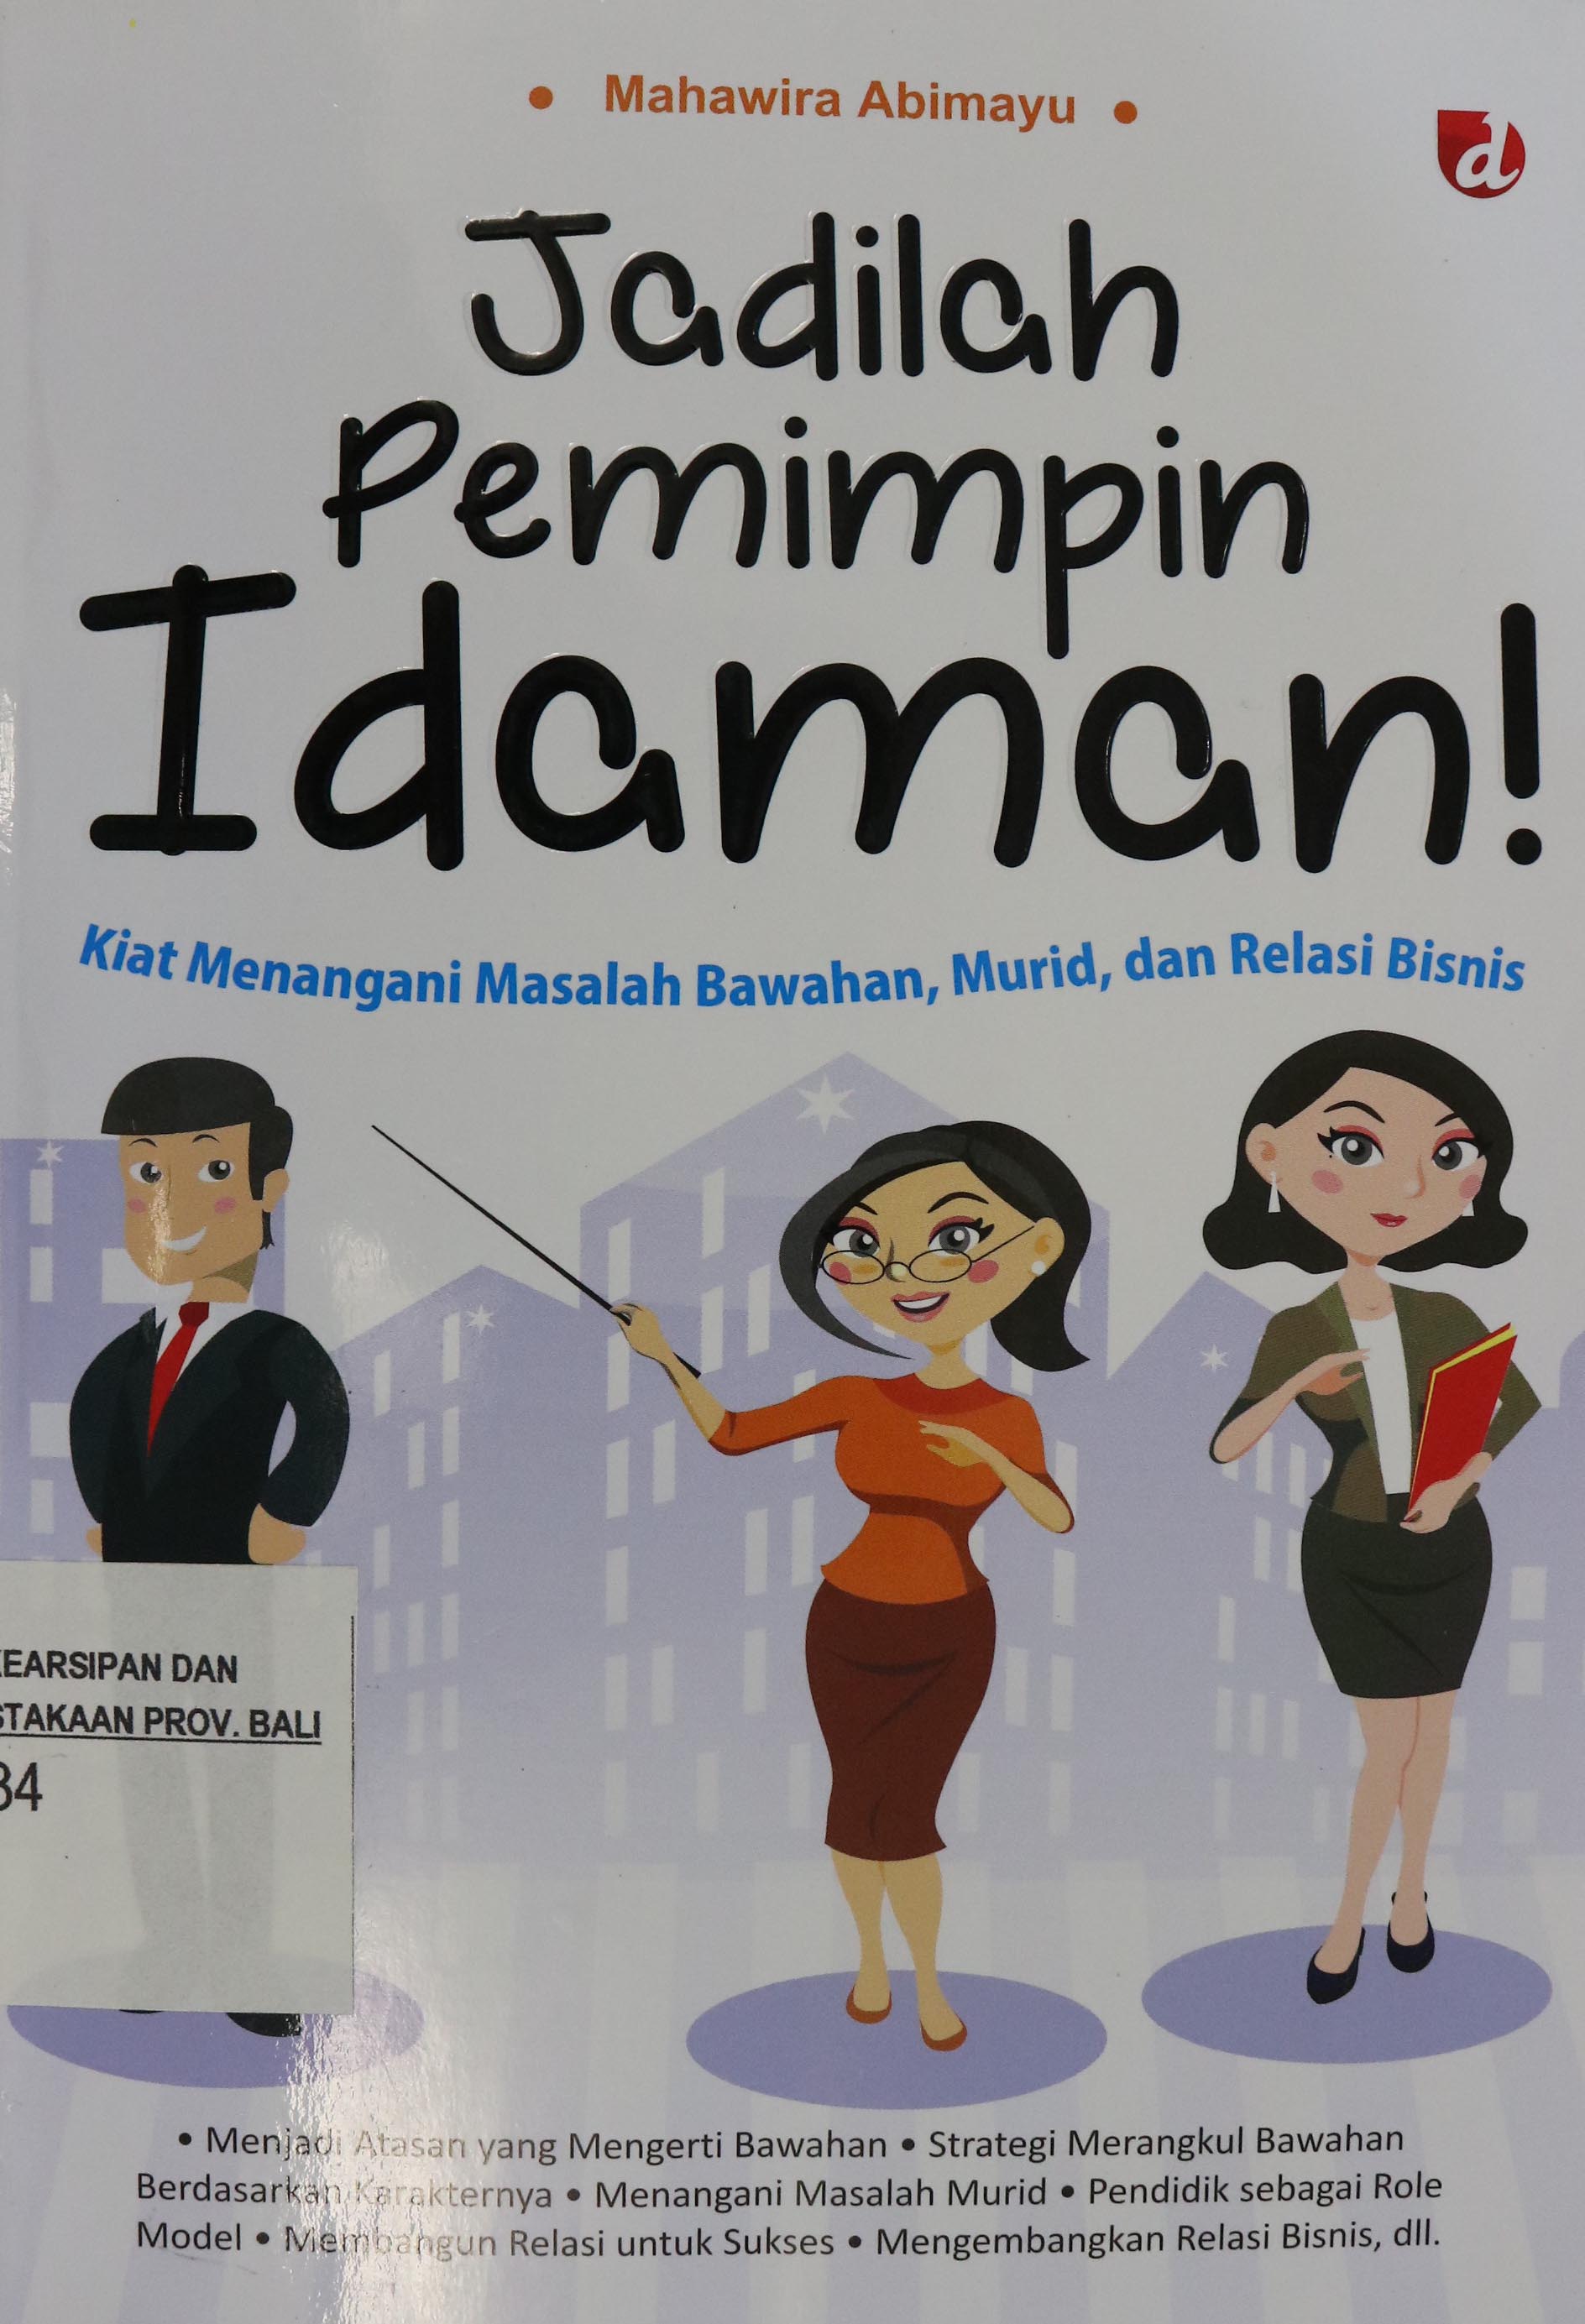 • Mahawira Abimayu •
d
Jadilah
Pemimpin
Idaman!
Kiat Menangani Masalah Bawahan, Murid, dan Relasi Bisnis
EARSIPAN DAN
STAKAAN PROV. BALI
34
• Menjadi Atasan yang Mengerti Bawahan • Strategi Merangkul Bawahan
Berdasarkan Karakternya • Menangani Masalah Murid • Pendidik sebagai Role
Model • Membangun Relasi untuk Sukses • Mengembangkan Relasi Bisnis, dll.